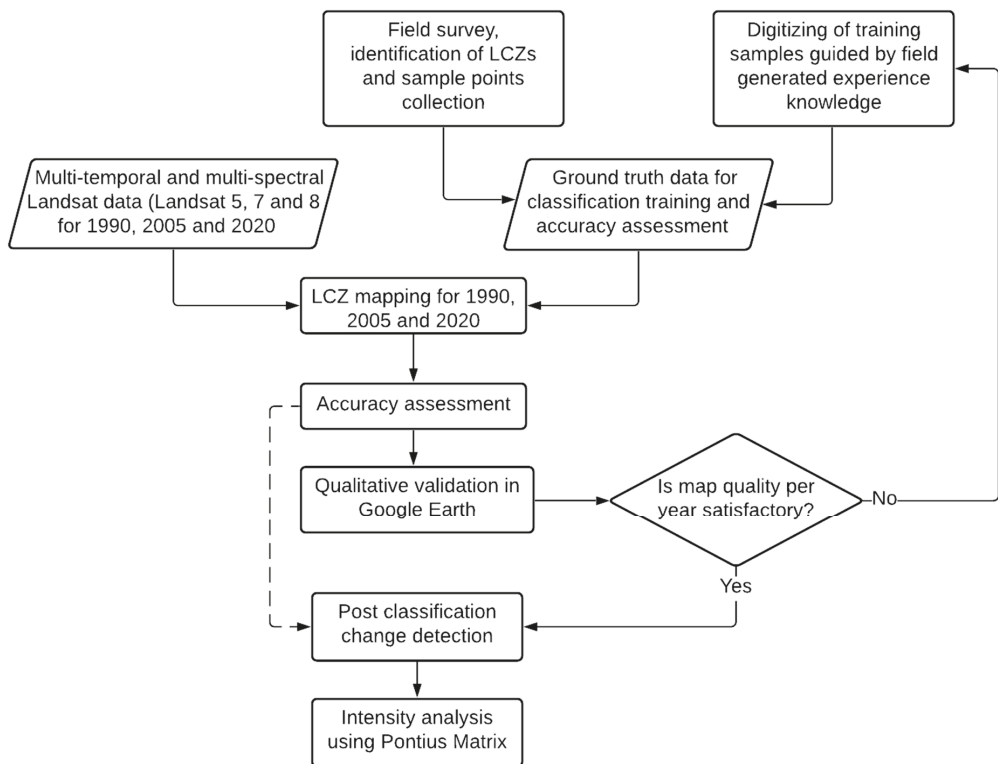 Field survey,
identification of LCZs
and sample points
collection
Digitizing of training
samples guided by field
generated experience
knowledge
Multi-temporal and multi-spectral
Landsat data (Landsat 5, 7 and 8
for 1990, 2005 and 2020
Ground truth data for
classification training and
accuracy assessment
LCZ mapping for 1990,
2005 and 2020
Accuracy assessment
Qualitative validation in
Google Earth
Is map quality per
year satisfactory?
No
Yes
Post classification
change detection
Intensity analysis
using Pontius Matrix